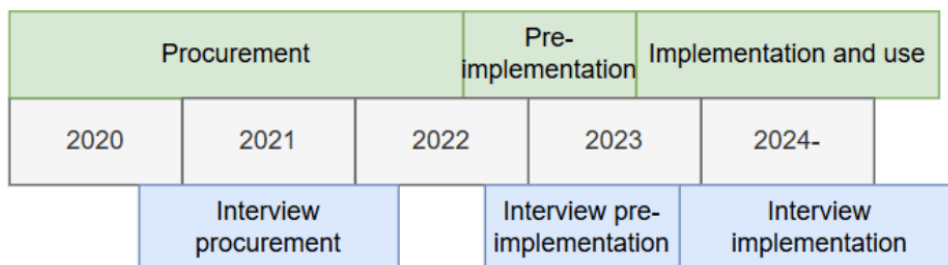 Procurement
Pre-
implementation
Implementation and use
2020
2021
2022
2023
2024-
Interview
procurement
Interview pre-
implementation
Interview
implementation